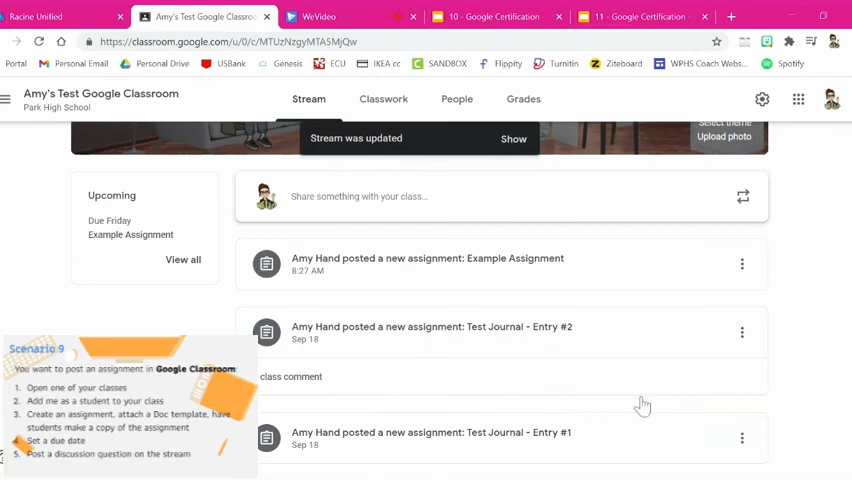 Racine Unified
Amy's Test Google Classroo
WeVideo
10 - Google Certification -
11 - Google Certification -
https://classroom.google.com/u/0/c/MTUzNzgyMTA5MjQw
Portal
Personal Email
Personal Drive
USBank
Genesis
ECU
IKEA cc
SANDBOX
Flippity
Turnitin
Ziteboard
WPHS Coach Webs...
Spotify
Amy's Test Google Classroom
Park High School
Stream
Classwork
People
Grades
Select theme
Upload photo
Stream was updated
Show
Upcoming
Due Friday
Example Assignment
View all
Share something with your class...
Amy Hand posted a new assignment: Example Assignment
8:27 AM
Amy Hand posted a new assignment: Test Journal - Entry #2
Sep 18
class comment
Amy Hand posted a new assignment: Test Journal - Entry #1
Sep 18
Scenazio 9
You want to post an assignment in Google Classroom:
1. Open one of your classes
2. Add me as a student to your class
3. Create an assignment, attach a Doc template, have
students make a copy of the assignment
4. Set a due date
5. Post a discussion question on the stream